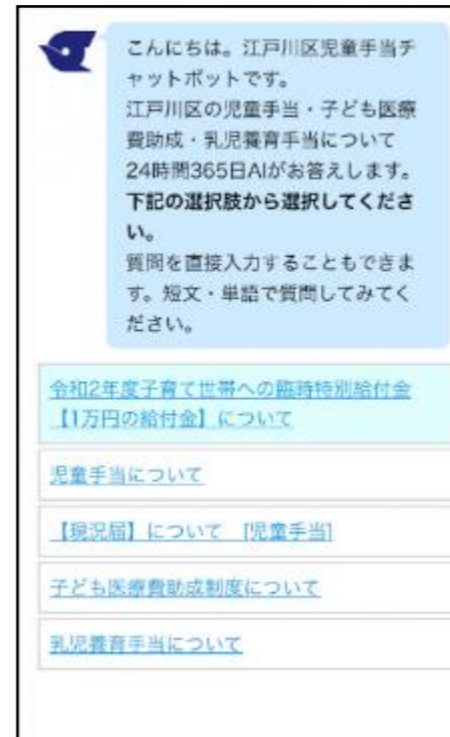 こんにちは。江戸川区児童手当チ
ャットボットです。
江戸川区の児童手当・子ども医療
費助成・乳児養育手当について
24時間365日AIがお答えします。
下記の選択肢から選択してくださ
い。
質問を直接入力することもできま
す。短文・単語で質問してみてく
ださい。
令和2年度子育て世帯への臨時特別給付金
【1万円の給付金】について
児童手当について
【現況届】について　[児童手当]
子ども医療費助成制度について
乳児養育手当について